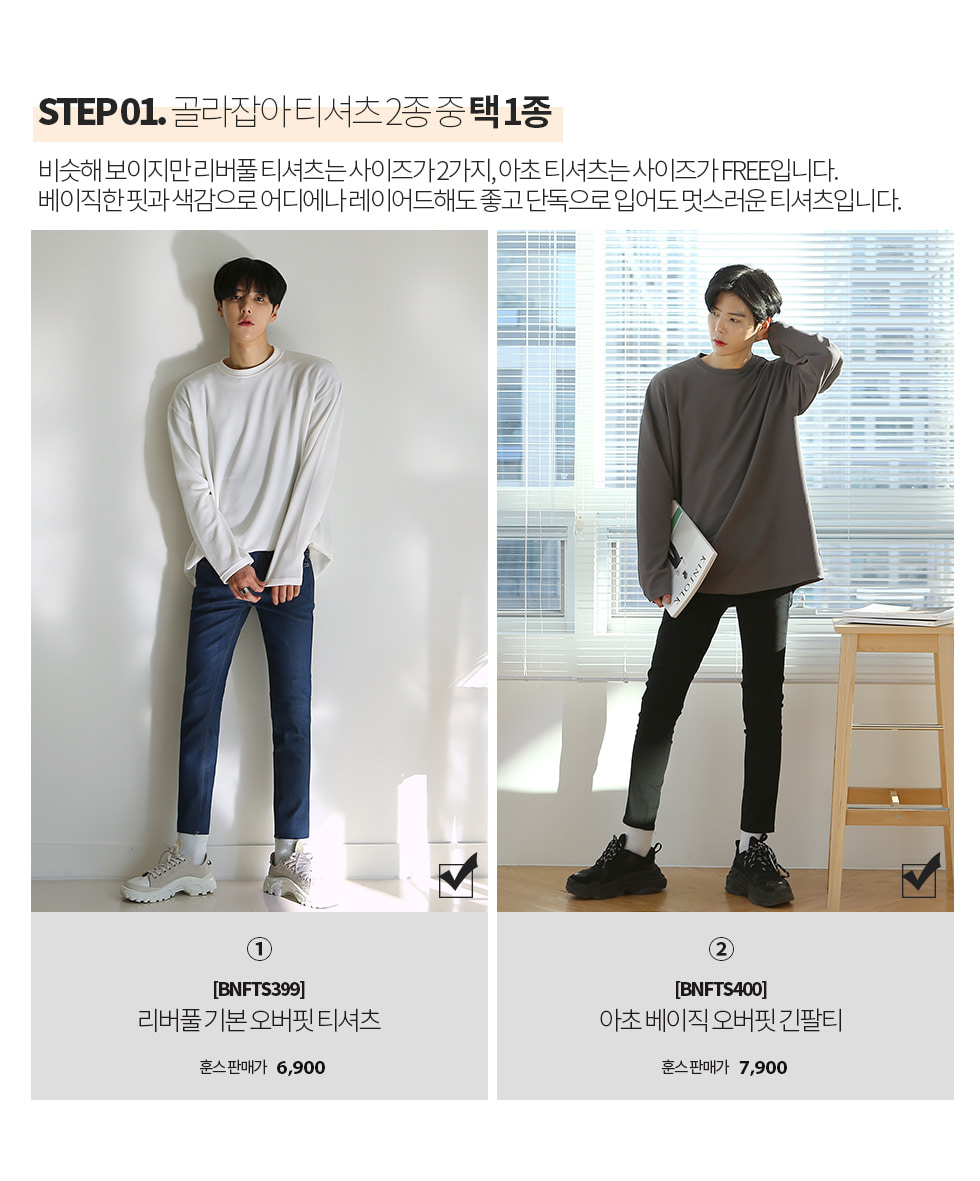 STEP 01. 골라잡아 티셔츠 2종 중 택 1종
비슷해 보이지만 리버풀 티셔츠는 사이즈가 2가지, 아초 티셔츠는 사이즈가 FREE입니다.
베이직한 핏과 색감으로 어디에나 레이어드해도 좋고 단독으로 입어도 멋스러운 티셔츠입니다.
KINFOLK
①
[BNFTS399]
리버풀 기본 오버핏 티셔츠
훈스 판매가 6,900
②
[BNFTS400]
아초 베이직 오버핏 긴팔티
훈스 판매가 7,900